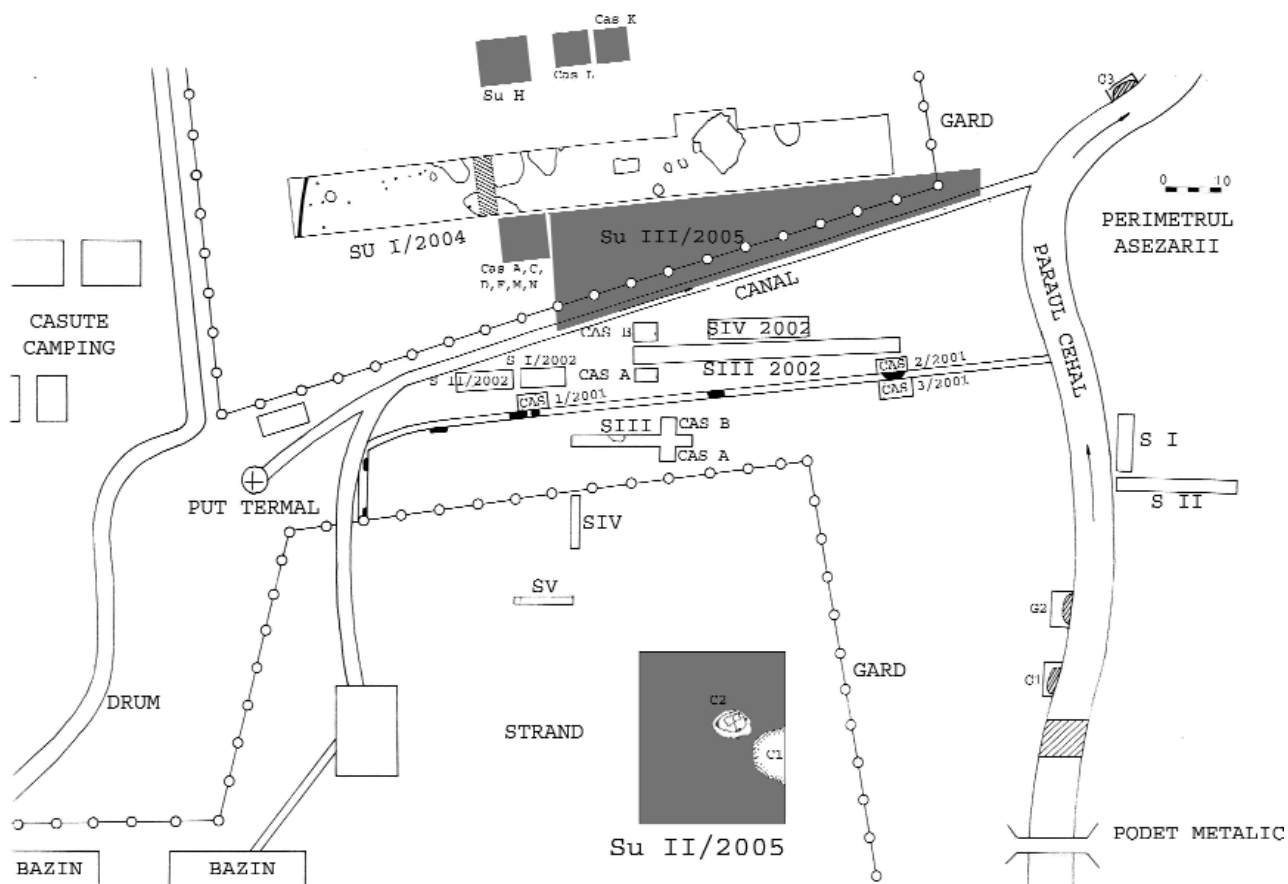 Cas K
Cas L
Su H
C3
GARD
0 10
PERIMETRUL
ASEZARII
SU I/2004
Su III/2005
Cas A,C,
D,F,M,N
PARAUL CEHAL
CANAL
CASUTE
CAMPING
CAS B
SIV 2002
S I/2002
SIII 2002
CAS 2/2001
S II/2002
CAS A
CAS 3/2001
CAS 1/2001
SIII
CAS B
CAS A
S I
S II
PUT TERMAL
SIV
SV
G2
C1
GARD
DRUM
STRAND
C2
C1
Su II/2005
PODET METALIC
BAZIN
BAZIN